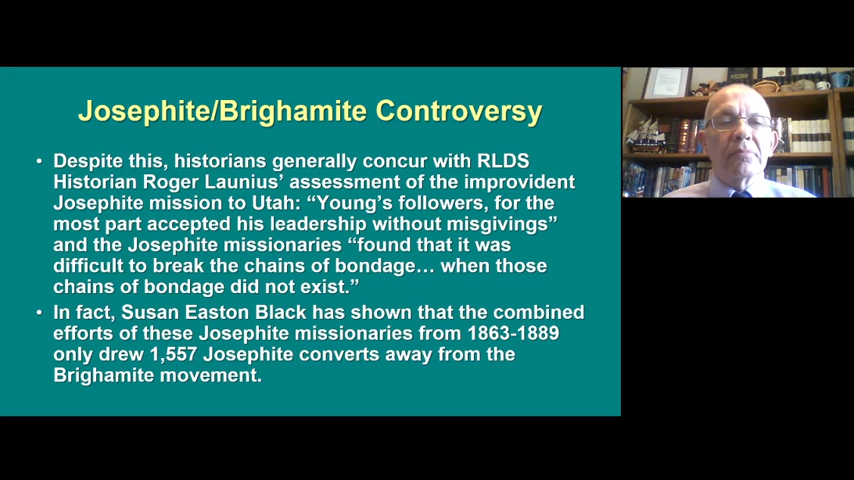 Josephite/Brighamite Controversy
• Despite this, historians generally concur with RLDS
Historian Roger Launius’ assessment of the improvident
Josephite mission to Utah: “Young’s followers, for the
most part accepted his leadership without misgivings”
and the Josephite missionaries “found that it was
difficult to break the chains of bondage… when those
chains of bondage did not exist.”
• In fact, Susan Easton Black has shown that the combined
efforts of these Josephite missionaries from 1863-1889
only drew 1,557 Josephite converts away from the
Brighamite movement.